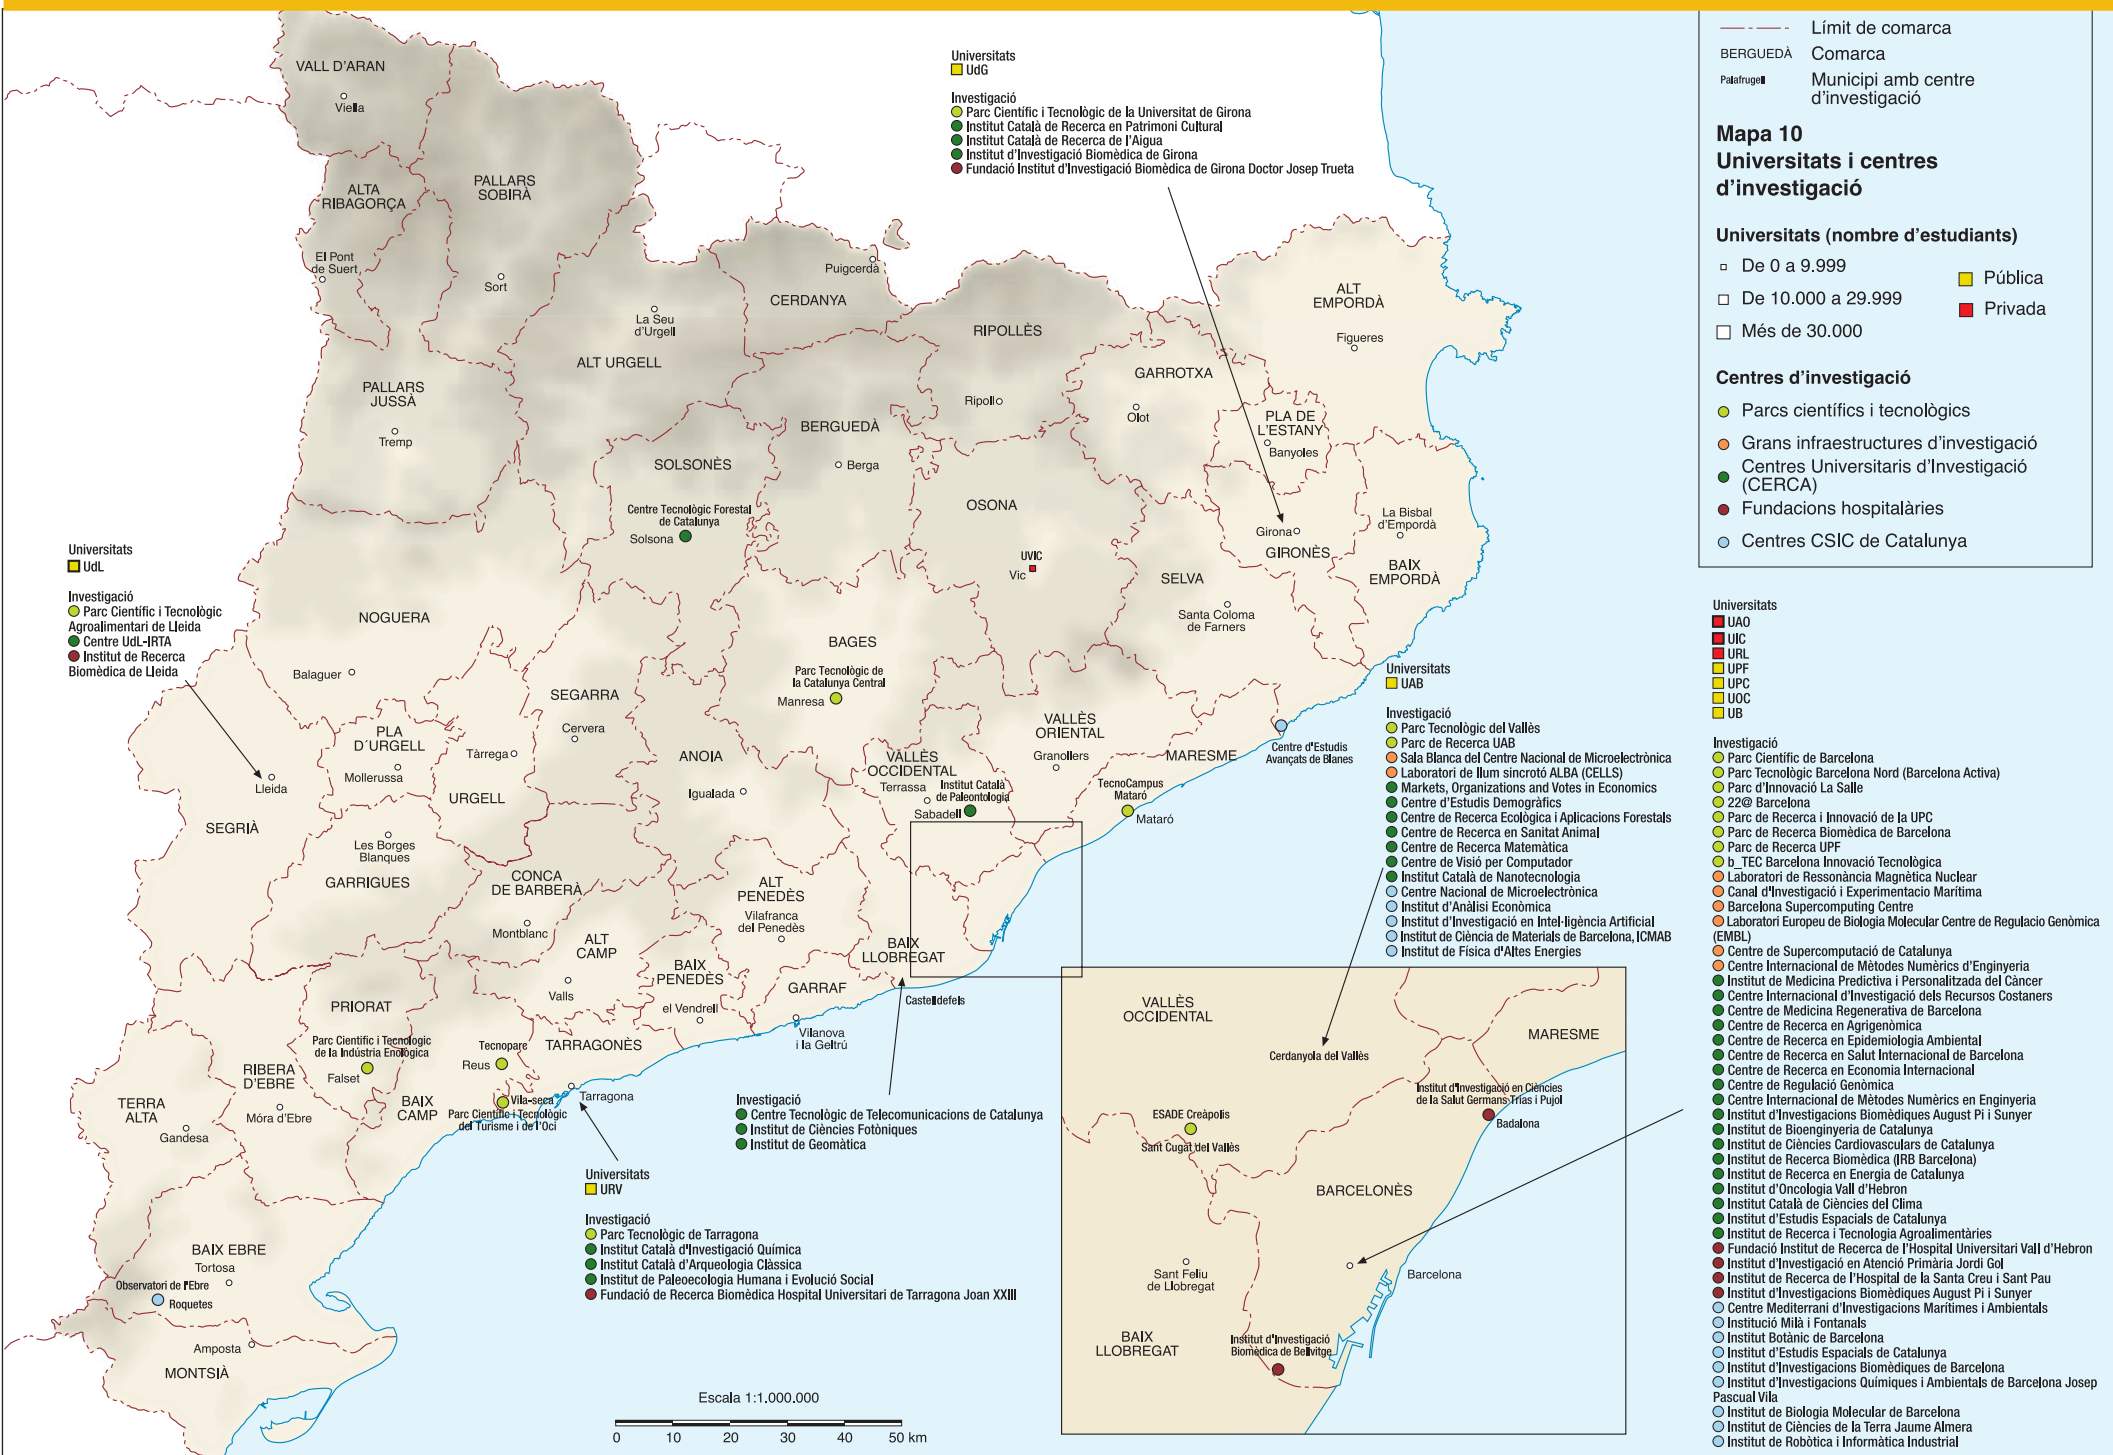 Límit de comarca
BERGUEDÀ Comarca
Palafrugell Municipi amb centre
d'investigació
Mapa 10
Universitats i centres
d'investigació
Universitats (nombre d'estudiants)
De 0 a 9.999
De 10.000 a 29.999
Més de 30.000
Pública
Privada
Centres d'investigació
Parcs científics i tecnològics
Grans infraestructures d'investigació
Centres Universitaris d'Investigació
(CERCA)
Fundacions hospitalàries
Centres CSIC de Catalunya
Universitats
UdG
Investigació
Parc Científic i Tecnològic de la Universitat de Girona
Institut Català de Recerca en Patrimoni Cultural
Institut Català de Recerca de l'Aigua
Institut d'Investigació Biomèdica de Girona
Fundació Institut d'Investigació Biomèdica de Girona Doctor Josep Trueta
VALL D'ARAN
Viella
ALTA
RIBAGORÇA
El Pont
de Suert
PALLARS
SOBIRÀ
Sort
PALLARS
JUSSÀ
Tremp
La Seu
d'Urgell
ALT URGELL
Puigcerdà
CERDANYA
RIPOLLÈS
Ripoll
ALT
EMPORDÀ
Figueres
GARROTXA
Olot
PLA DE
L'ESTANY
Banyoles
BERGUEDÀ
Berga
SOLSONÈS
Centre Tecnològic Forestal
de Catalunya
Solsona
OSONA
UVIC
Vic
Girona
GIRONÈS
La Bisbal
d'Empordà
BAIX
EMPORDÀ
SELVA
Santa Coloma
de Farners
Universitats
UdL
Investigació
Parc Científic i Tecnològic
Agroalimentari de Lleida
Centre UdL-IRTA
Institut de Recerca
Biomèdica de Lleida
NOGUERA
Balaguer
BAGES
Parc Tecnològic de
la Catalunya Central
Manresa
SEGARRA
Cervera
PLA
D'URGELL
Mollerussa
Tàrrega
URGELL
Lleida
SEGRIÀ
Les Borges
Blanques
GARRIGUES
ANOIA
Igualada
VALLÈS
OCCIDENTAL
Terrassa
Institut Català
de Paleontologia
Sabadell
VALLÈS
ORIENTAL
Granollers
MARESME
TecnoCampus
Mataró
Mataró
Centre d'Estudis
Avançats de Blanes
CONCA
DE BARBERÀ
Montblanc
ALT
CAMP
Valls
ALT
PENEDÈS
Vilafranca
del Penedès
BAIX
PENEDÈS
el Vendrell
BAIX
LLOBREGAT
GARRAF
Castelldefels
Vilanova
i la Geltrú
PRIORAT
Parc Científic i Tecnologic
de la Indústria Enològica
Falset
Tecnoparc
Reus
TARRAGONÈS
Tarragona
Vila-seca
Parc Científic i Tecnològic
del Turisme i de l'Oci
BAIX
CAMP
RIBERA
D'EBRE
Móra d'Ebre
TERRA
ALTA
Gandesa
BAIX EBRE
Tortosa
Observatori de l'Ebre
Roquetes
Amposta
MONTSIÀ
Investigació
Centre Tecnològic de Telecomunicacions de Catalunya
Institut de Ciències Fotòniques
Institut de Geomàtica
Universitats
URV
Investigació
Parc Tecnològic de Tarragona
Institut Català d'Investigació Química
Institut Català d'Arqueologia Clàssica
Institut de Paleoecologia Humana i Evolució Social
Fundació de Recerca Biomèdica Hospital Universitari de Tarragona Joan XXIII
Escala 1:1.000.000
0 10 20 30 40 50 km
Universitats
UAB
Investigació
Parc Tecnològic del Vallès
Parc de Recerca UAB
Sala Blanca del Centre Nacional de Microelectrònica
Laboratori de llum sincrotó ALBA (CELLS)
Markets, Organizations and Votes in Economics
Centre d'Estudis Demogràfics
Centre de Recerca Ecològica i Aplicacions Forestals
Centre de Recerca en Sanitat Animal
Centre de Recerca Matemàtica
Centre de Visió per Computador
Institut Català de Nanotecnologia
Centre Nacional de Microelectrònica
Institut d'Anàlisi Econòmica
Institut d'Investigació en Intel·ligència Artificial
Institut de Ciència de Materials de Barcelona, ICMAB
Institut de Física d'Altes Energies
VALLÈS
OCCIDENTAL
MARESME
Cerdanyola del Vallès
Institut d'Investigació en Ciències
de la Salut Germans Trias i Pujol
Badalona
ESADE Creàpolis
Sant Cugat del Vallès
BARCELONÈS
Sant Feliu
de Llobregat
Barcelona
BAIX
LLOBREGAT
Institut d'Investigació
Biomèdica de Bellvitge
Universitats
UAO
UIC
URL
UPF
UPC
UOC
UB
Investigació
Parc Científic de Barcelona
Parc Tecnològic Barcelona Nord (Barcelona Activa)
Parc d'Innovació La Salle
22@ Barcelona
Parc de Recerca i Innovació de la UPC
Parc de Recerca Biomèdica de Barcelona
Parc de Recerca UPF
b_TEC Barcelona Innovació Tecnològica
Laboratori de Ressonància Magnètica Nuclear
Canal d'Investigació i Experimentacio Marítima
Barcelona Supercomputing Centre
Laboratori Europeu de Biologia Molecular Centre de Regulacio Genòmica
(EMBL)
Centre de Supercomputació de Catalunya
Centre Internacional de Mètodes Numèrics d'Enginyeria
Institut de Medicina Predictiva i Personalitzada del Càncer
Centre Internacional d'Investigació dels Recursos Costaners
Centre de Medicina Regenerativa de Barcelona
Centre de Recerca en Agrigenòmica
Centre de Recerca en Epidemiologia Ambiental
Centre de Recerca en Salut Internacional de Barcelona
Centre de Recerca en Economia Internacional
Centre de Regulació Genòmica
Centre Internacional de Mètodes Numèrics en Enginyeria
Institut d'Investigacions Biomèdiques August Pi i Sunyer
Institut de Bioenginyeria de Catalunya
Institut de Ciències Cardiovasculars de Catalunya
Institut de Recerca Biomèdica (IRB Barcelona)
Institut de Recerca en Energia de Catalunya
Institut d'Oncologia Vall d'Hebron
Institut Català de Ciències del Clima
Institut d'Estudis Espacials de Catalunya
Institut de Recerca i Tecnologia Agroalimentàries
Fundació Institut de Recerca de l'Hospital Universitari Vall d'Hebron
Institut d'Investigació en Atenció Primària Jordi Gol
Institut de Recerca de l'Hospital de la Santa Creu i Sant Pau
Institut d'Investigacions Biomèdiques August Pi i Sunyer
Centre Mediterrani d'Investigacions Marítimes i Ambientals
Institució Milà i Fontanals
Institut Botànic de Barcelona
Institut d'Estudis Espacials de Catalunya
Institut d'Investigacions Biomèdiques de Barcelona
Institut d'Investigacions Químiques i Ambientals de Barcelona Josep
Pascual Vila
Institut de Biologia Molecular de Barcelona
Institut de Ciències de la Terra Jaume Almera
Institut de Robòtica i Informàtica Industrial